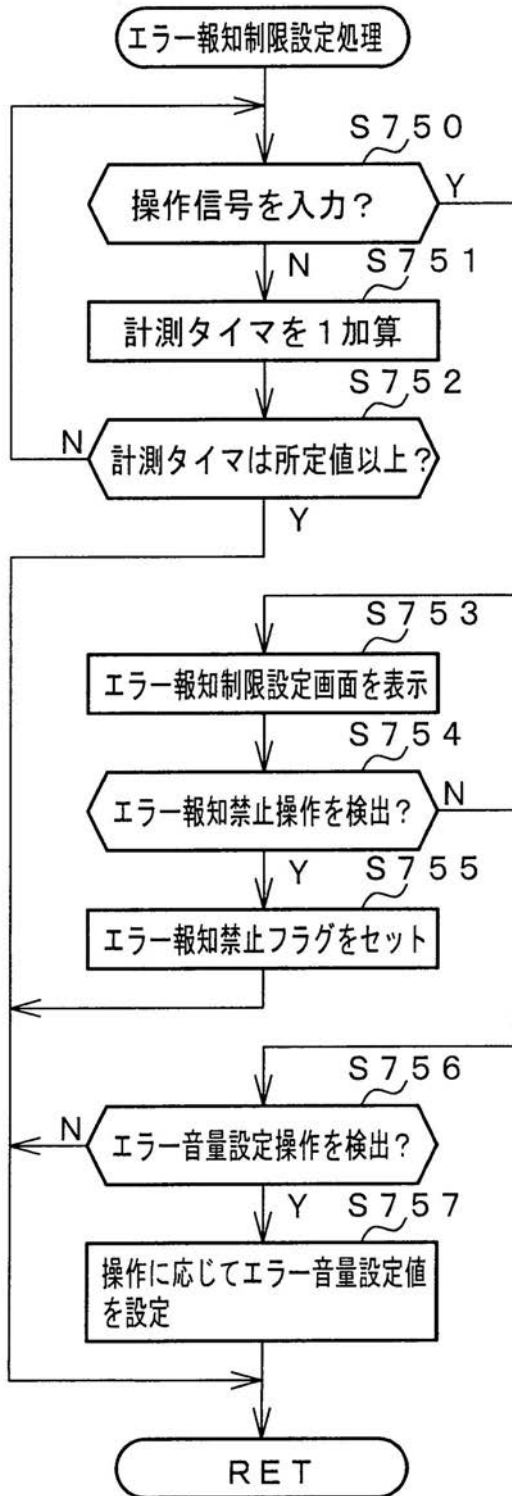 エラー報知制限設定処理
S750
操作信号を入力?
Y
N
S751
計測タイマを1加算
S752
計測タイマは所定値以上?
N
Y
S753
エラー報知制限設定画面を表示
S754
エラー報知禁止操作を検出?
N
Y
S755
エラー報知禁止フラグをセット
S756
エラー音量設定操作を検出?
N
Y
S757
操作に応じてエラー音量設定値
を設定
RET